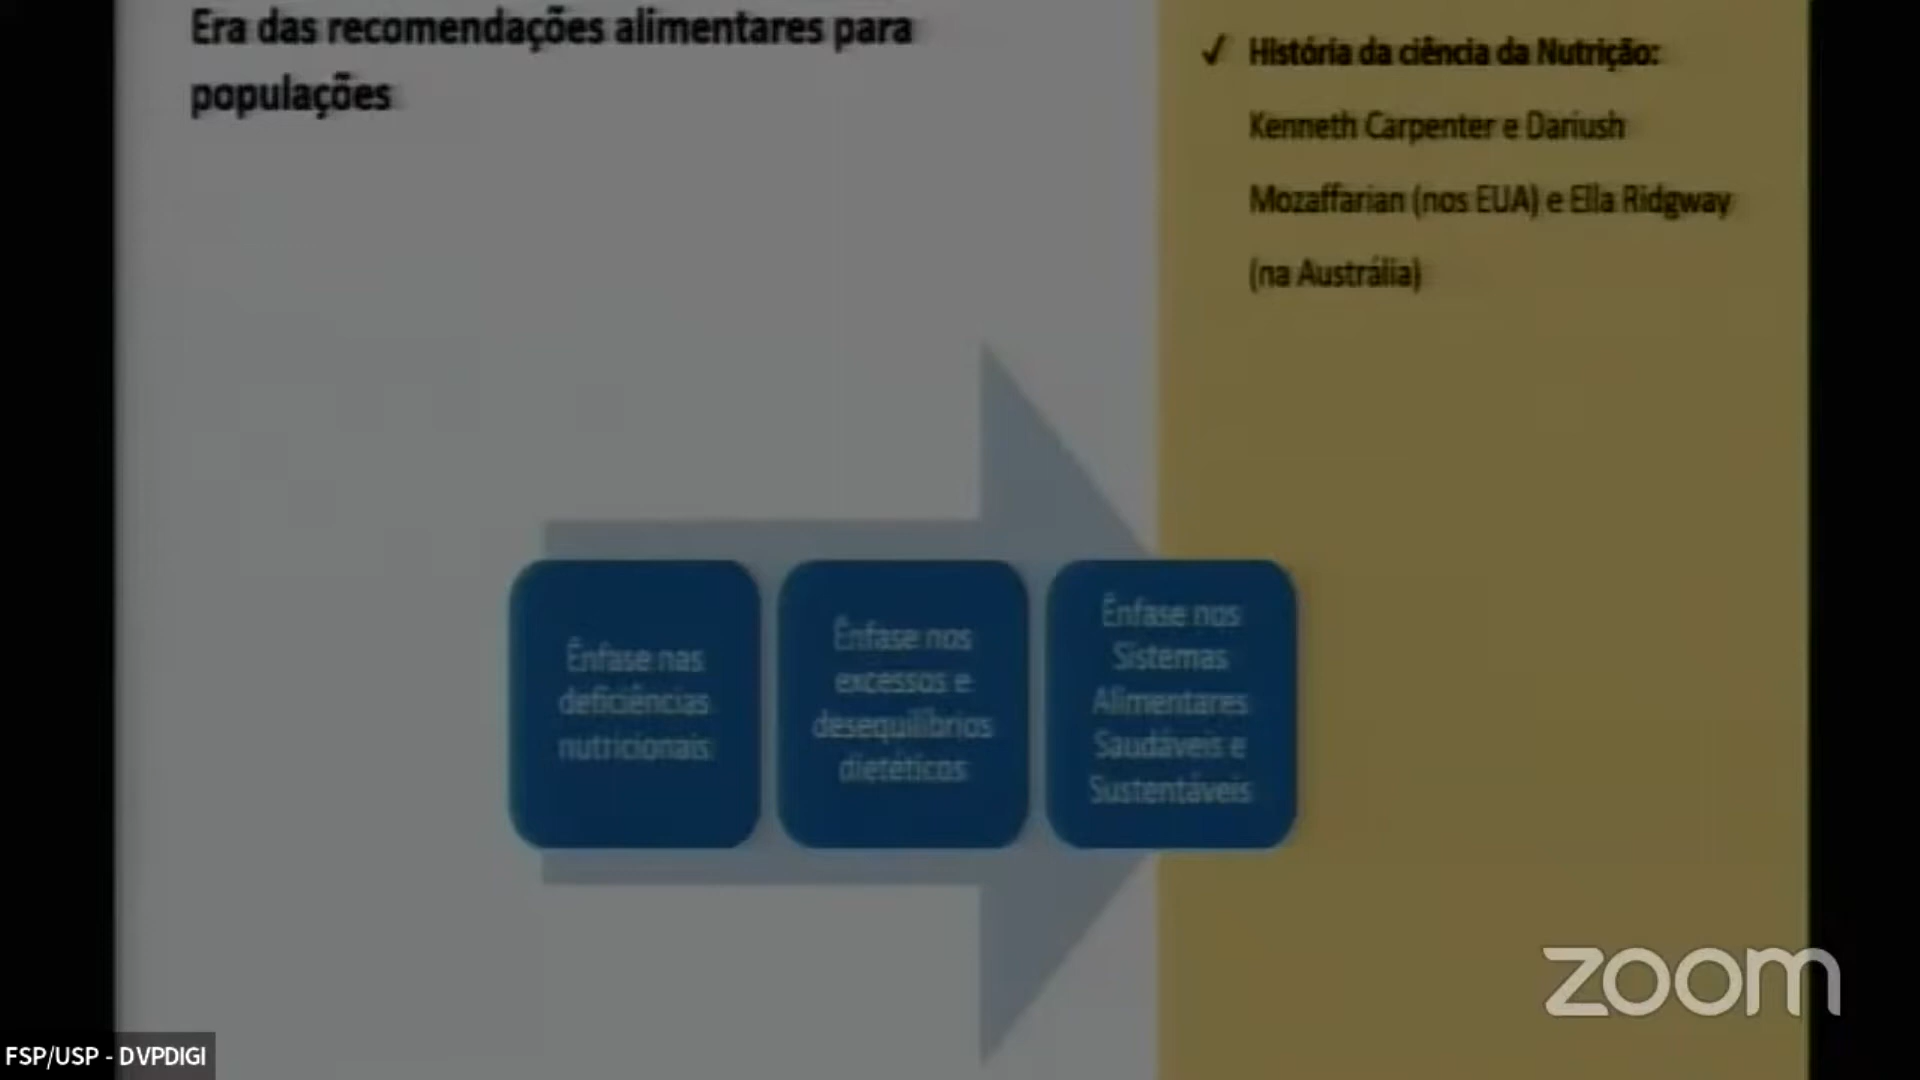 Era das recomendações alimentares para
populações
✓ História da ciência da Nutrição:
Kenneth Carpenter e Dariush
Mozaffarian (nos EUA) e Ella Ridgway
(na Austrália)
Ênfase nas
deficiências
nutricionais
Ênfase nos
excessos e
desequilíbrios
dietéticos
Ênfase nos
Sistemas
Alimentares
Saudáveis e
Sustentáveis
zoom
FSP/USP - DVPDIGI